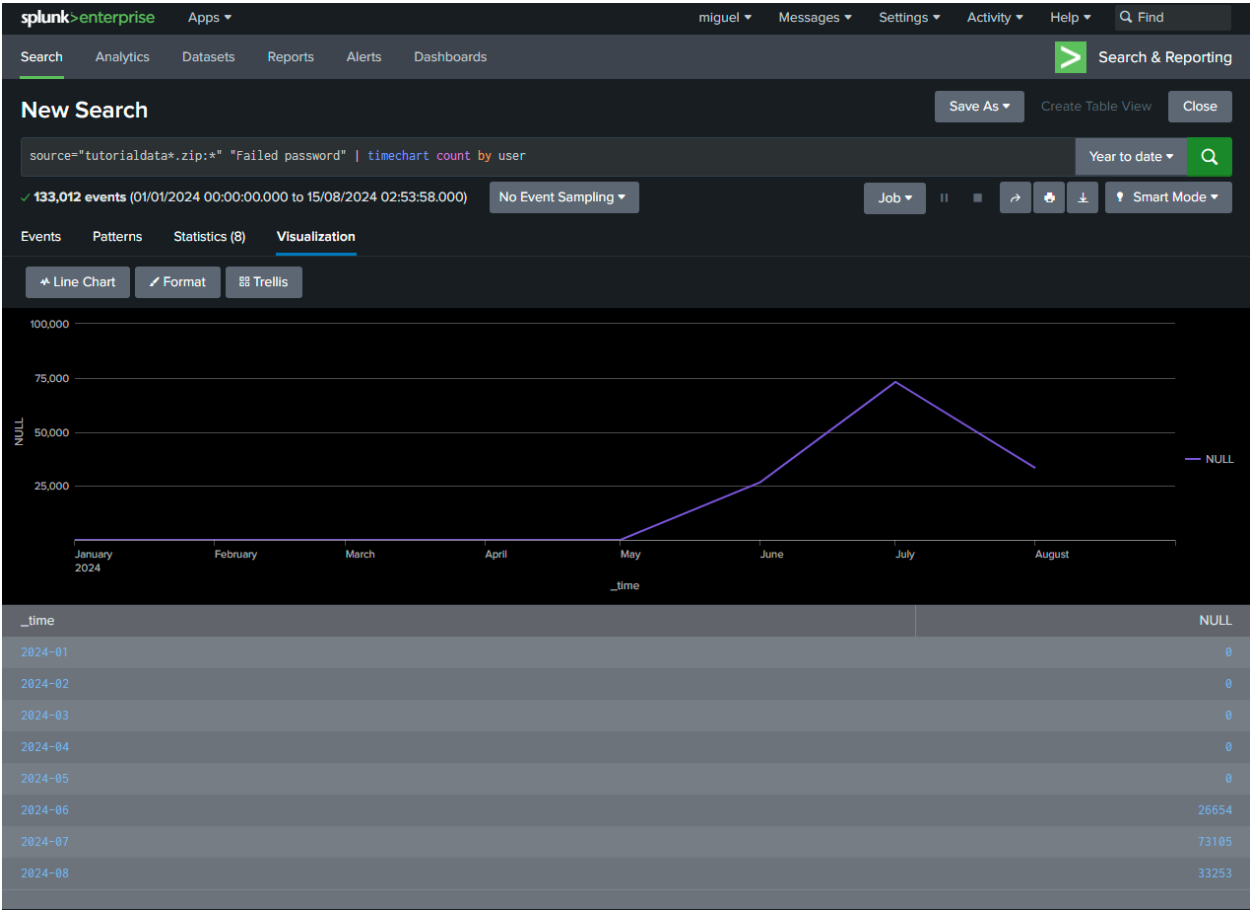 splunk>enterprise Apps miguel Messages Settings Activity Help Find
Search Analytics Datasets Reports Alerts Dashboards Search & Reporting
New Search Save As Create Table View Close
source="tutorialdata*.zip:*" "Failed password" | timechart count by user Year to date
133,012 events (01/01/2024 00:00:00.000 to 15/08/2024 02:53:58.000) No Event Sampling Job Smart Mode
Events Patterns Statistics (8) Visualization
Line Chart Format Trellis
100,000
75,000
50,000
25,000
NULL
NULL
January February March April May June July August
2024
_time
_time NULL
2024-01 0
2024-02 0
2024-03 0
2024-04 0
2024-05 0
2024-06 26654
2024-07 73105
2024-08 33253